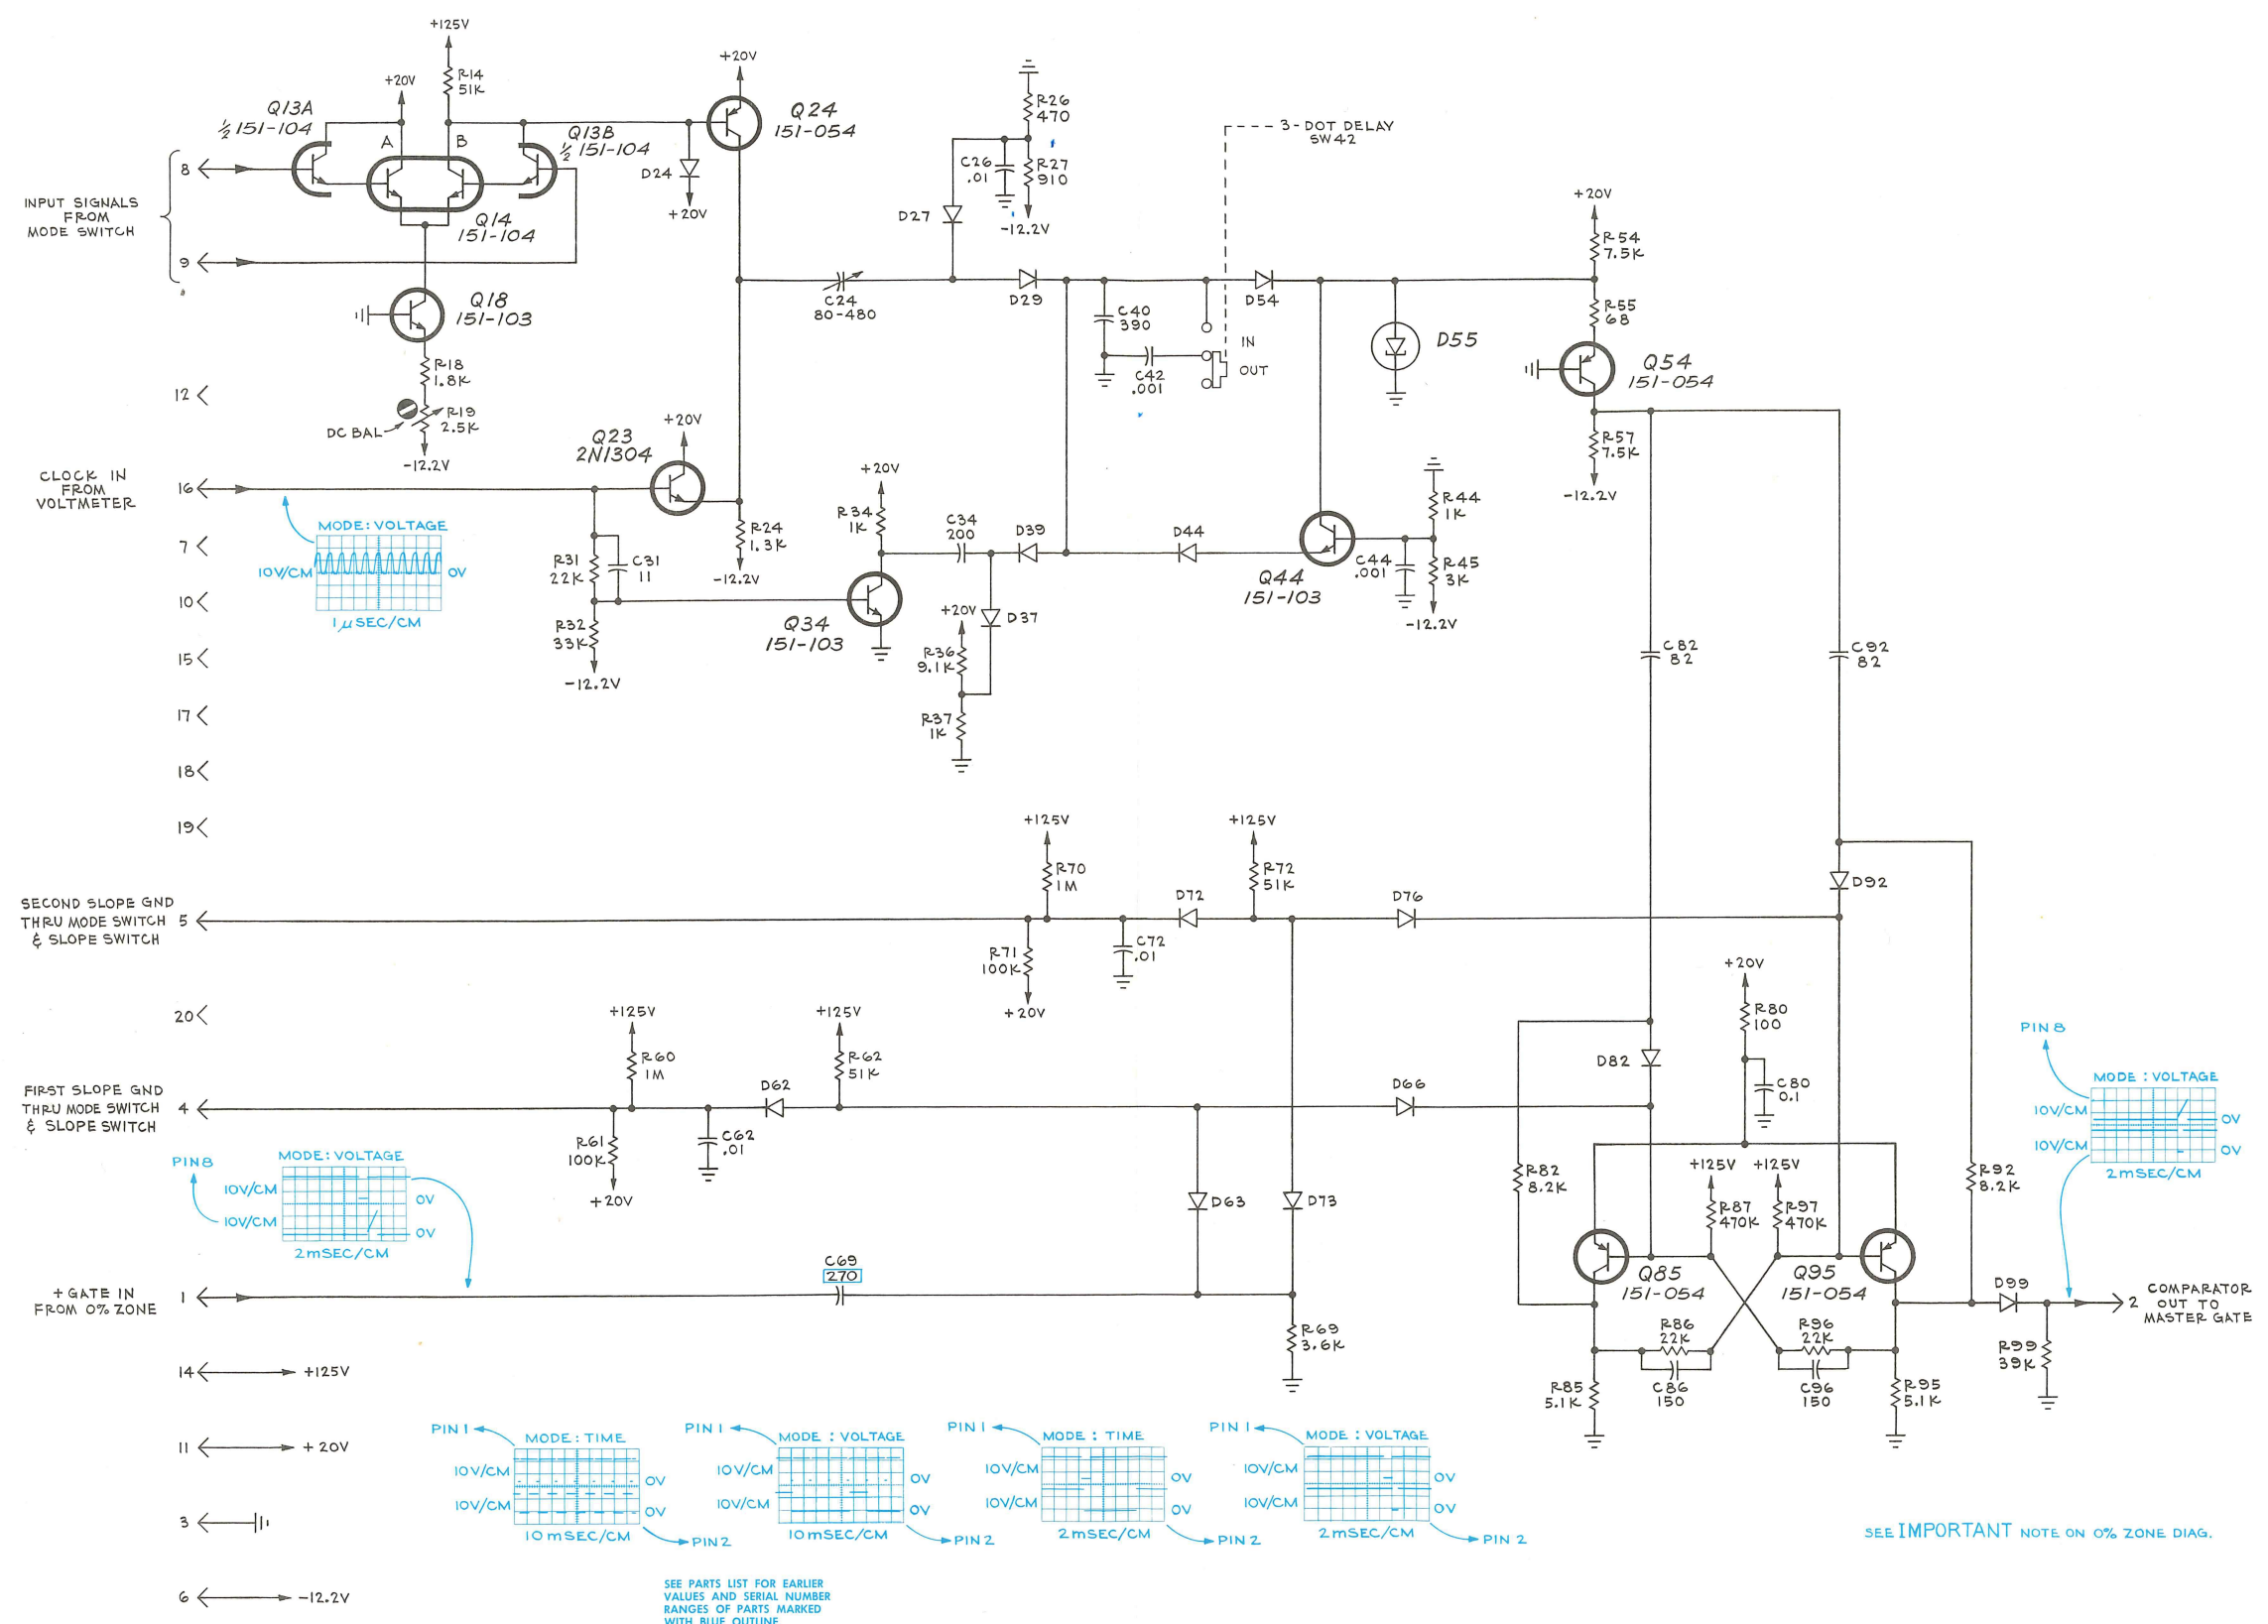 +125V
R14
51K
+20V
Q13A
½ 151-104
A
B
Q13B
½ 151-104
8
INPUT SIGNALS
FROM
MODE SWITCH
9
Q14
151-104
Q18
151-103
R18
1.8K
R19
2.5K
DC BAL
-12.2V
+20V
Q24
151-054
D24
+20V
R26
470
C26
.01
R27
910
-12.2V
D27
3-DOT DELAY
SW42
C24
80-480
D29
C40
390
C42
.001
IN
OUT
D54
D55
+20V
R54
7.5K
R55
68
Q54
151-054
R57
7.5K
-12.2V
12
CLOCK IN
FROM
VOLTMETER
16
MODE: VOLTAGE
10V/CM
0V
1 μSEC/CM
Q23
2N1304
+20V
R24
1.3K
-12.2V
R31
22K
C31
11
R32
33K
-12.2V
+20V
R34
1K
C34
200
D39
D44
Q34
151-103
+20V
R36
9.1K
D37
R37
1K
Q44
151-103
C44
.001
R44
1K
R45
3K
-12.2V
7
10
15
17
18
19
C82
82
C92
82
SECOND SLOPE GND
THRU MODE SWITCH
& SLOPE SWITCH
5
+125V
R70
1M
R71
100K
+20V
C72
.01
D72
+125V
R72
51K
D76
D92
20
FIRST SLOPE GND
THRU MODE SWITCH
& SLOPE SWITCH
4
+125V
R60
1M
R61
100K
+20V
C62
.01
D62
+125V
R62
51K
D66
D63
D73
D82
+20V
R80
100
C80
0.1
R82
8.2K
+125V
+125V
R87
470K
R97
470K
R92
8.2K
PIN 8
MODE: VOLTAGE
10V/CM
0V
10V/CM
0V
2mSEC/CM
PIN 8
MODE: VOLTAGE
10V/CM
0V
10V/CM
0V
2mSEC/CM
+ GATE IN
FROM 0% ZONE
1
C69
270
R69
3.6K
Q85
151-054
Q95
151-054
R86
22K
C86
150
R96
22K
C96
150
R85
5.1K
R95
5.1K
D99
R99
39K
2
COMPARATOR
OUT TO
MASTER GATE
14
+125V
11
+20V
3
6
-12.2V
PIN 1
MODE: TIME
10V/CM
0V
10V/CM
0V
10mSEC/CM
PIN 2
PIN 1
MODE: VOLTAGE
10V/CM
0V
10V/CM
0V
10mSEC/CM
PIN 2
PIN 1
MODE: TIME
10V/CM
0V
10V/CM
0V
2mSEC/CM
PIN 2
PIN 1
MODE: VOLTAGE
10V/CM
0V
10V/CM
0V
2mSEC/CM
PIN 2
SEE IMPORTANT NOTE ON 0% ZONE DIAG.
SEE PARTS LIST FOR EARLIER
VALUES AND SERIAL NUMBER
RANGES OF PARTS MARKED
WITH BLUE OUTLINE